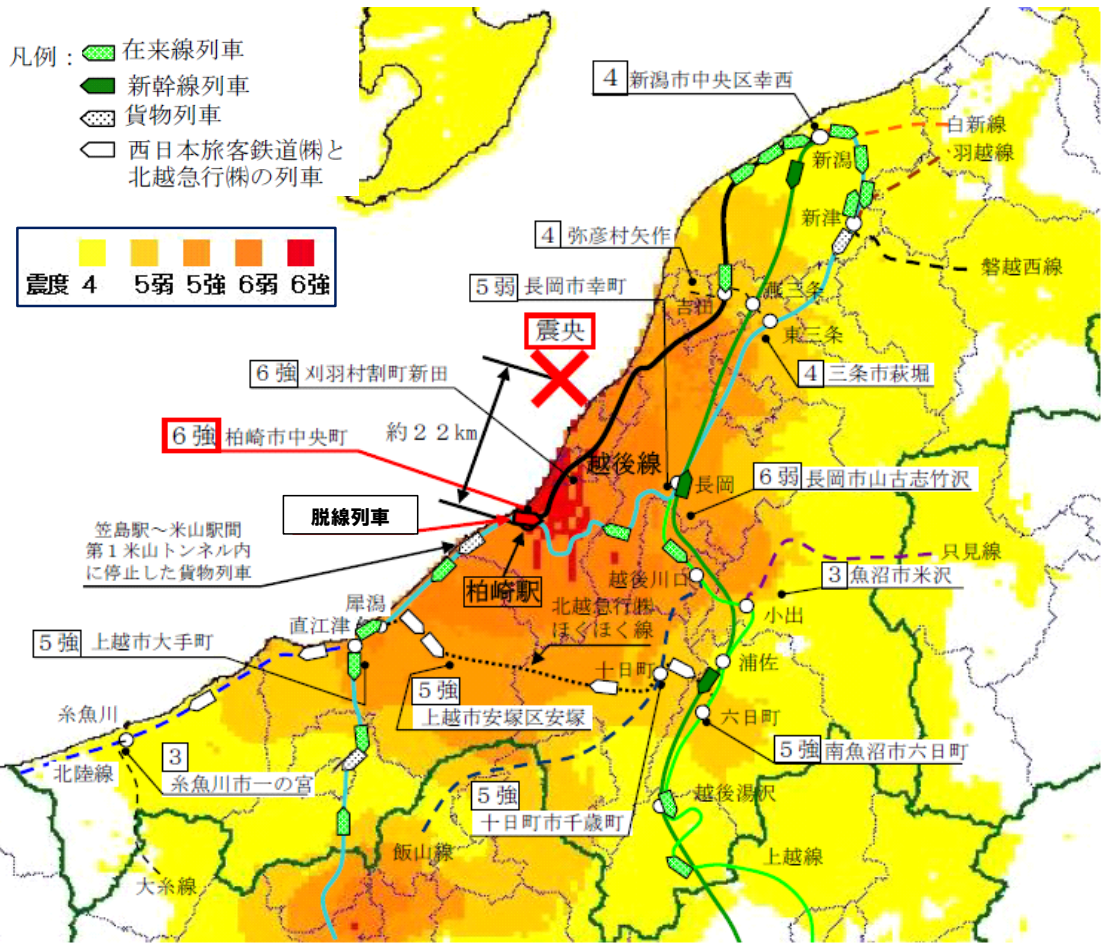 凡例：
在来線列車
新幹線列車
貨物列車
西日本旅客鉄道㈱と
北越急行㈱の列車
震度 4 5弱 5強 6弱 6強
4 新潟市中央区幸西
白新線
羽越線
新潟
新津
磐越西線
4 弥彦村矢作
5弱 長岡市幸町
吉田
燕三条
東三条
震央
4 三条市萩堀
6強 刈羽村割町新田
約２２km
6強 柏崎市中央町
越後線
長岡
6弱 長岡市山古志竹沢
脱線列車
笠島駅～米山駅間
第１米山トンネル内
に停止した貨物列車
只見線
越後川口
3 魚沼市米沢
柏崎駅
北越急行㈱
ほくほく線
小出
犀潟
直江津
5強 上越市大手町
十日町
浦佐
5強
上越市安塚区安塚
六日町
糸魚川
5強 南魚沼市六日町
北陸線
3
糸魚川市一の宮
5強
十日町市千歳町
越後湯沢
飯山線
上越線
大糸線